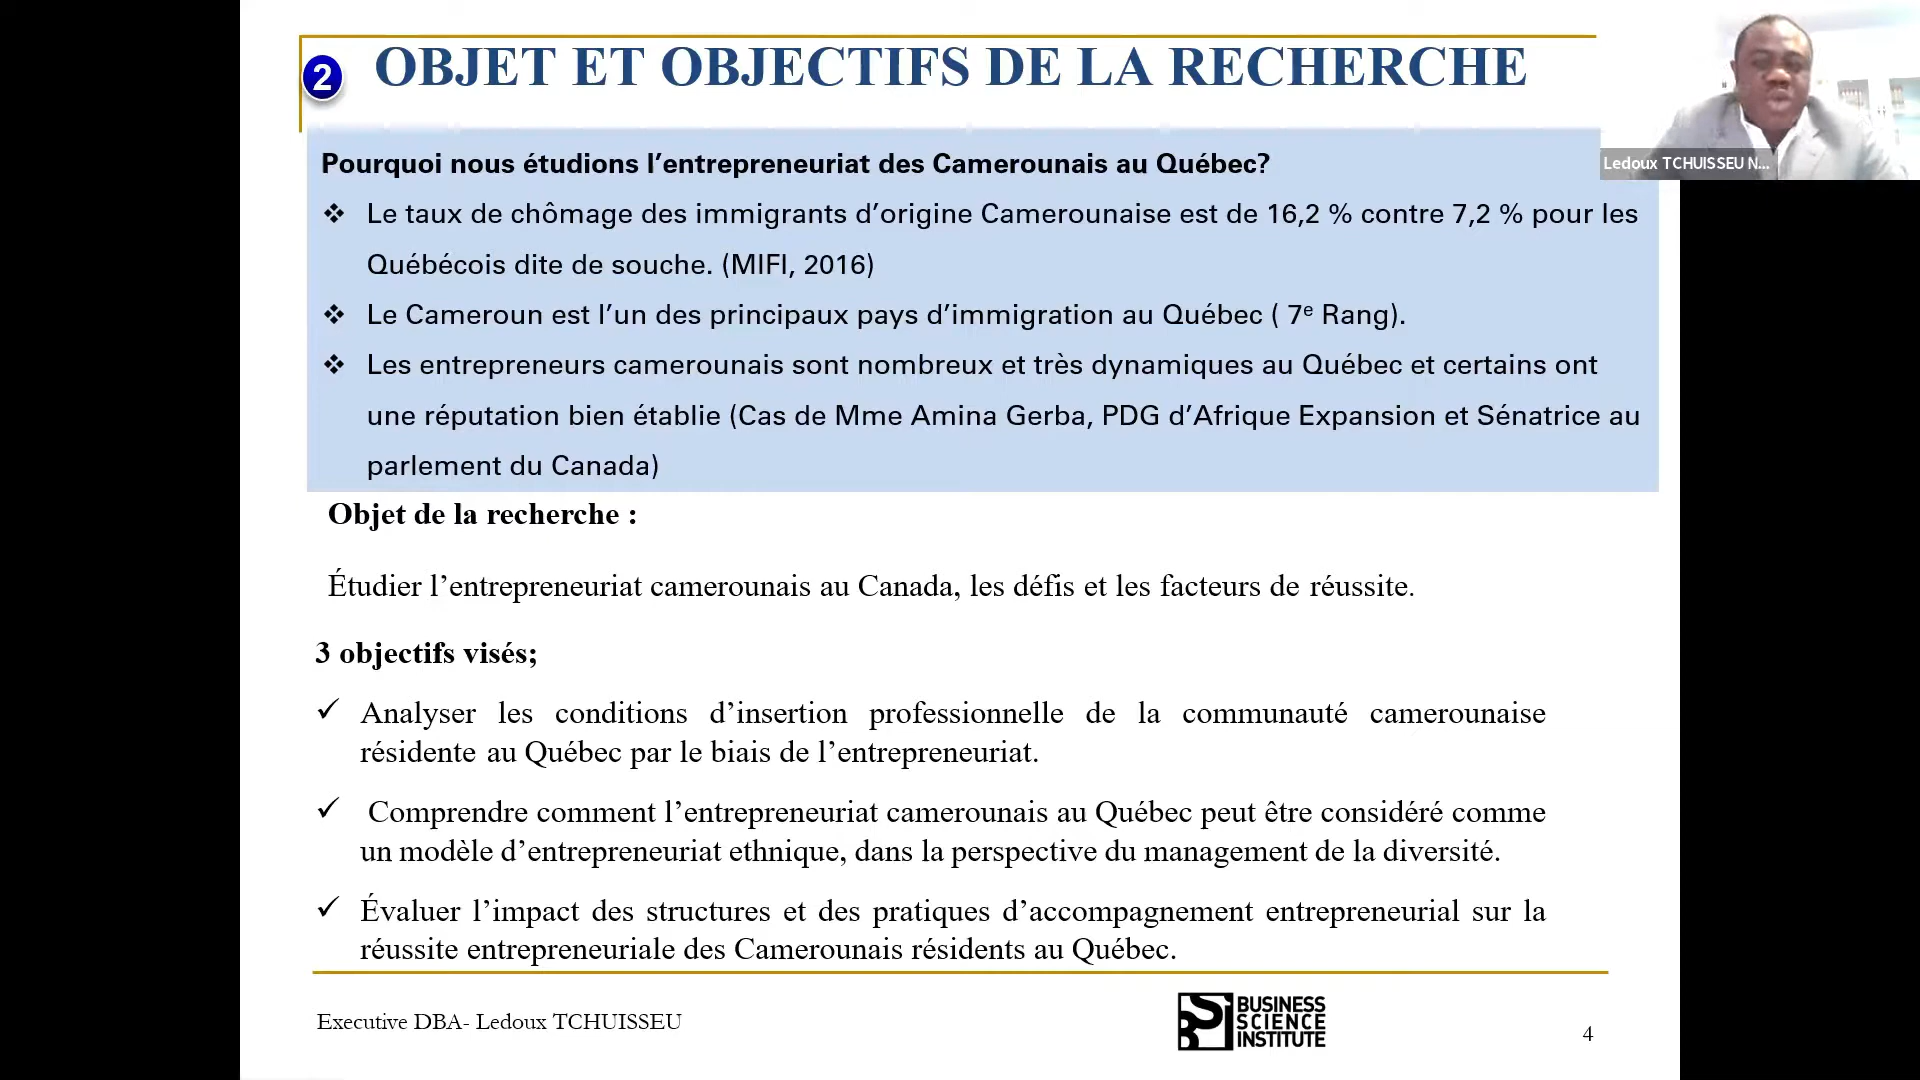 2
OBJET ET OBJECTIFS DE LA RECHERCHE
Ledoux TCHUISSEU N...
Pourquoi nous étudions l’entrepreneuriat des Camerounais au Québec?
❖ Le taux de chômage des immigrants d’origine Camerounaise est de 16,2 % contre 7,2 % pour les
Québécois dite de souche. (MIFI, 2016)
❖ Le Cameroun est l’un des principaux pays d’immigration au Québec ( 7ᵉ Rang).
❖ Les entrepreneurs camerounais sont nombreux et très dynamiques au Québec et certains ont
une réputation bien établie (Cas de Mme Amina Gerba, PDG d’Afrique Expansion et Sénatrice au
parlement du Canada)
Objet de la recherche :
Étudier l’entrepreneuriat camerounais au Canada, les défis et les facteurs de réussite.
3 objectifs visés;
✓ Analyser les conditions d’insertion professionnelle de la communauté camerounaise
résidente au Québec par le biais de l’entrepreneuriat.
✓ Comprendre comment l’entrepreneuriat camerounais au Québec peut être considéré comme
un modèle d’entrepreneuriat ethnique, dans la perspective du management de la diversité.
✓ Évaluer l’impact des structures et des pratiques d’accompagnement entrepreneurial sur la
réussite entrepreneuriale des Camerounais résidents au Québec.
Executive DBA- Ledoux TCHUISSEU
BUSINESS
SCIENCE
INSTITUTE
4